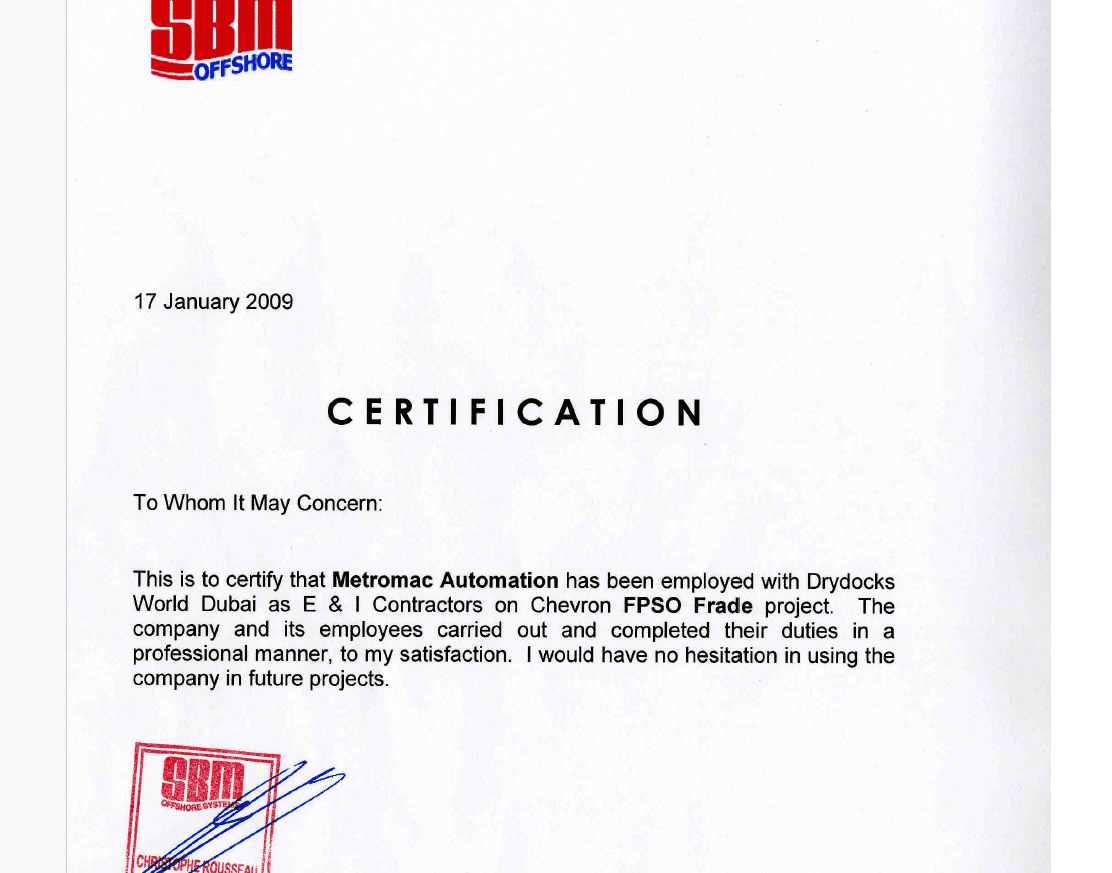 SBM
OFFSHORE
17 January 2009
CERTIFICATION
To Whom It May Concern:
This is to certify that Metromac Automation has been employed with Drydocks
World Dubai as E & I Contractors on Chevron FPSO Frade project. The
company and its employees carried out and completed their duties in a
professional manner, to my satisfaction. I would have no hesitation in using the
company in future projects.
SBM
OFFSHORE SYSTEMS
CHRISTOPHE ROUSSEAU